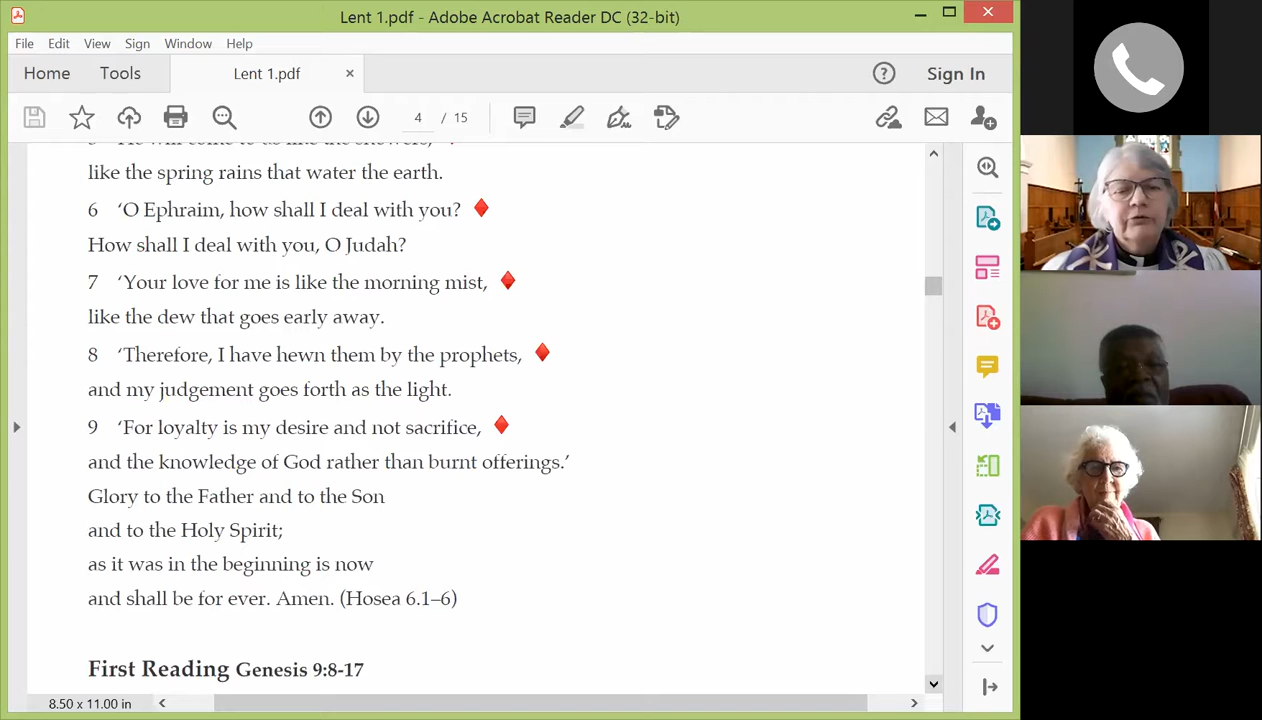 Lent 1.pdf - Adobe Acrobat Reader DC (32-bit)
File Edit View Sign Window Help
Home Tools Lent 1.pdf × ? Sign In
4 / 15
like the spring rains that water the earth.
6 ‘O Ephraim, how shall I deal with you? ♦
How shall I deal with you, O Judah?
7 ‘Your love for me is like the morning mist, ♦
like the dew that goes early away.
8 ‘Therefore, I have hewn them by the prophets, ♦
and my judgement goes forth as the light.
9 ‘For loyalty is my desire and not sacrifice, ♦
and the knowledge of God rather than burnt offerings.’
Glory to the Father and to the Son
and to the Holy Spirit;
as it was in the beginning is now
and shall be for ever. Amen. (Hosea 6.1–6)
First Reading Genesis 9:8-17
8.50 x 11.00 in